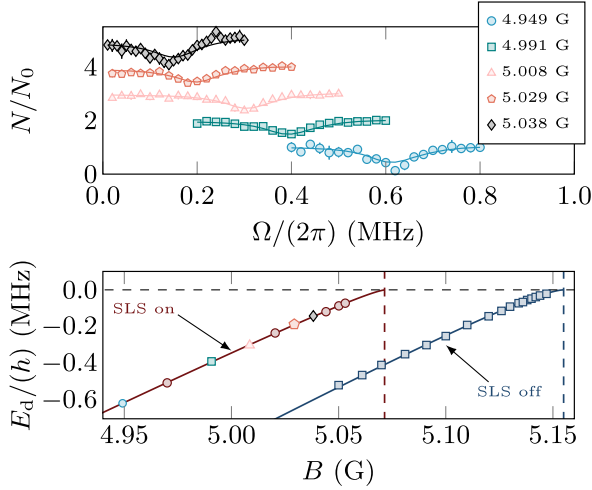 4.949 G
4.991 G
5.008 G
5.029 G
5.038 G
N/N₀
4
2
0
0.0 0.2 0.4 0.6 0.8 1.0
Ω/(2π) (MHz)
E_d/(h) (MHz)
0.0
−0.2
−0.4
−0.6
SLS on
SLS off
4.95 5.00 5.05 5.10 5.15
B (G)